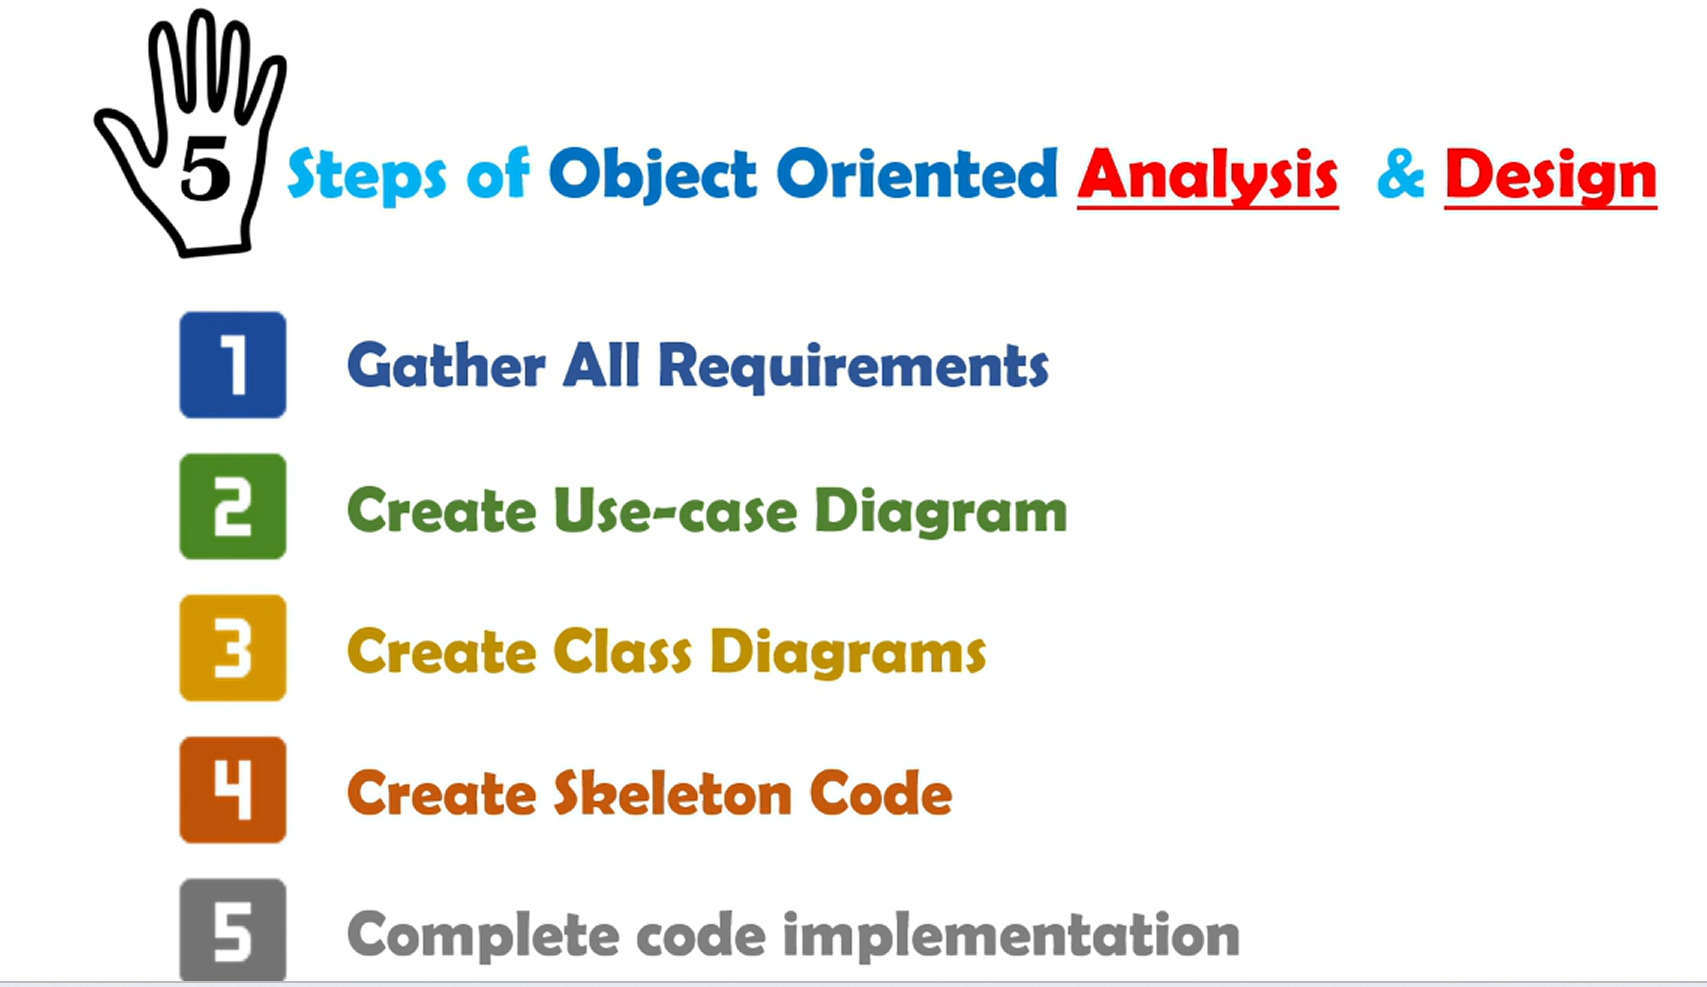 5 Steps of Object Oriented Analysis & Design
1 Gather All Requirements
2 Create Use-case Diagram
3 Create Class Diagrams
4 Create Skeleton Code
5 Complete code implementation